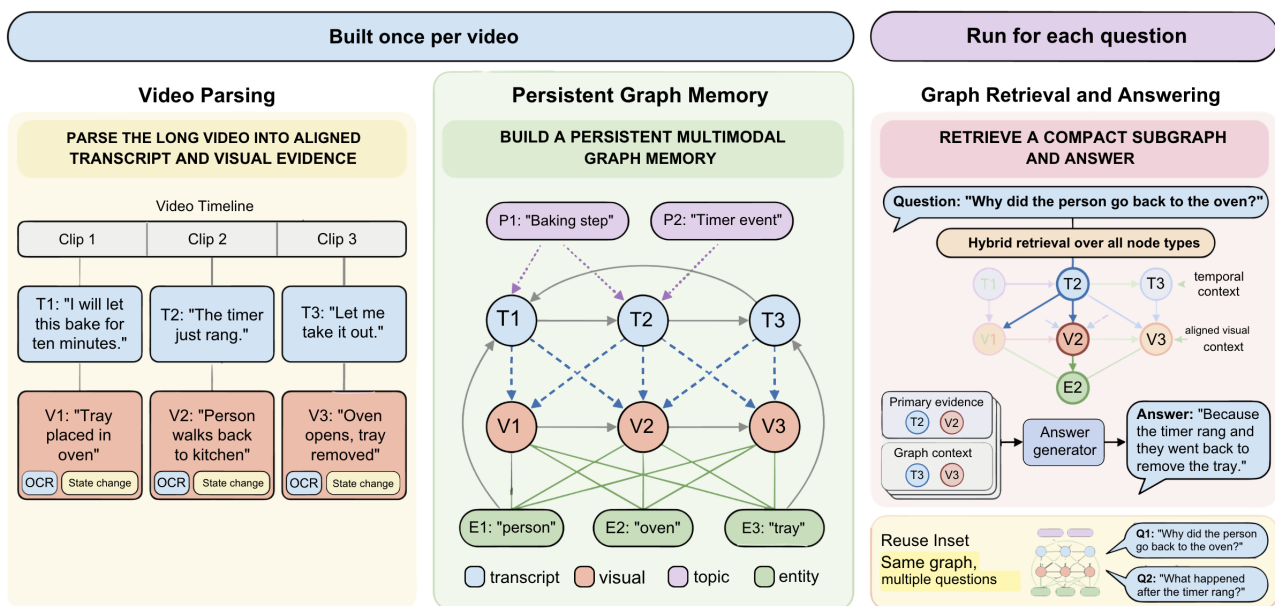 Built once per video
Run for each question
Video Parsing
PARSE THE LONG VIDEO INTO ALIGNED
TRANSCRIPT AND VISUAL EVIDENCE
Video Timeline
Clip 1
Clip 2
Clip 3
T1: "I will let
this bake for
ten minutes."
T2: "The timer
just rang."
T3: "Let me
take it out."
V1: "Tray
placed in
oven"
OCR
State change
V2: "Person
walks back
to kitchen"
OCR
State change
V3: "Oven
opens, tray
removed"
OCR
State change
Persistent Graph Memory
BUILD A PERSISTENT MULTIMODAL
GRAPH MEMORY
P1: "Baking step"
P2: "Timer event"
T1
T2
T3
V1
V2
V3
E1: "person"
E2: "oven"
E3: "tray"
transcript
visual
topic
entity
Graph Retrieval and Answering
RETRIEVE A COMPACT SUBGRAPH
AND ANSWER
Question: "Why did the person go back to the oven?"
Hybrid retrieval over all node types
T1
T2
T3
temporal
context
V1
V2
V3
aligned visual
context
E2
Primary evidence
T2
V2
Graph context
T3
V3
Answer
generator
Answer: "Because
the timer rang and
they went back to
remove the tray."
Reuse Inset
Same graph,
multiple questions
Q1: "Why did the person
go back to the oven?"
Q2: "What happened
after the timer rang?"